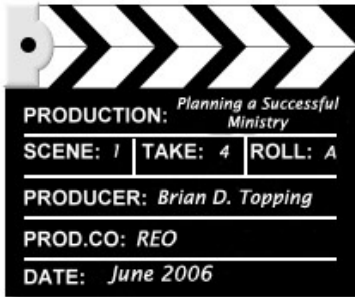 PRODUCTION: Planning a Successful
Ministry
SCENE: 1 TAKE: 4 ROLL: A
PRODUCER: Brian D. Topping
PROD.CO: REO
DATE: June 2006